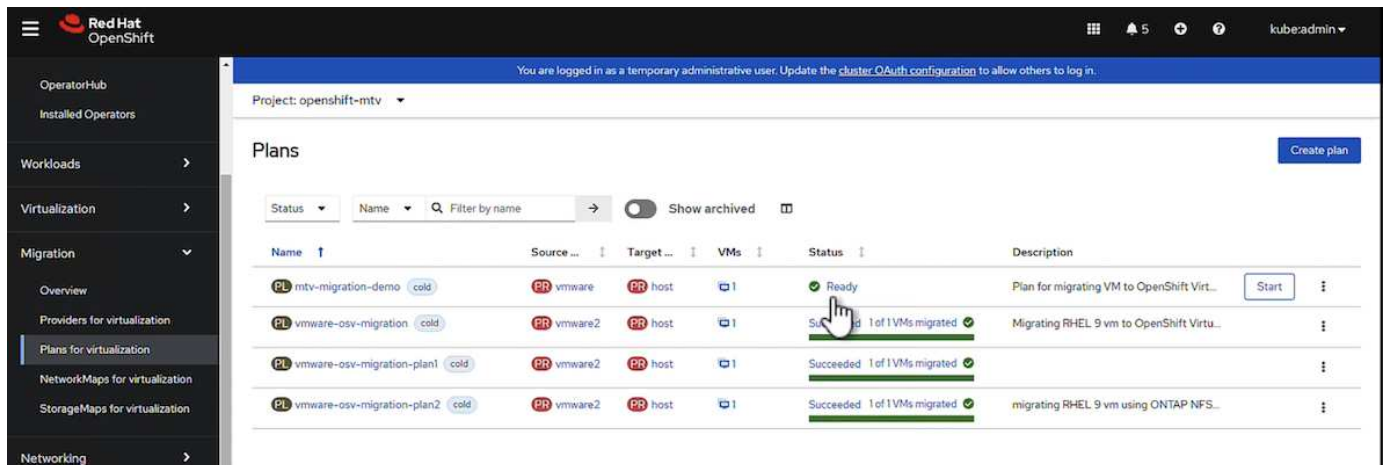 Red Hat
OpenShift
5
kube:admin
You are logged in as a temporary administrative user. Update the cluster OAuth configuration to allow others to log in.
OperatorHub
Installed Operators
Workloads
Virtualization
Migration
Overview
Providers for virtualization
Plans for virtualization
NetworkMaps for virtualization
StorageMaps for virtualization
Networking
Project: openshift-mtv
Plans
Create plan
Status Name Filter by name Show archived
Name Source ... Target ... VMs Status Description
PL mtv-migration-demo cold PR vmware PR host 1 Ready Plan for migrating VM to OpenShift Virt... Start
PL vmware-osv-migration cold PR vmware2 PR host 1 1 of 1 VMs migrated Migrating RHEL 9 vm to OpenShift Virtu...
PL vmware-osv-migration-plan1 cold PR vmware2 PR host 1 Succeeded 1 of 1 VMs migrated
PL vmware-osv-migration-plan2 cold PR vmware2 PR host 1 Succeeded 1 of 1 VMs migrated migrating RHEL 9 vm using ONTAP NFS...